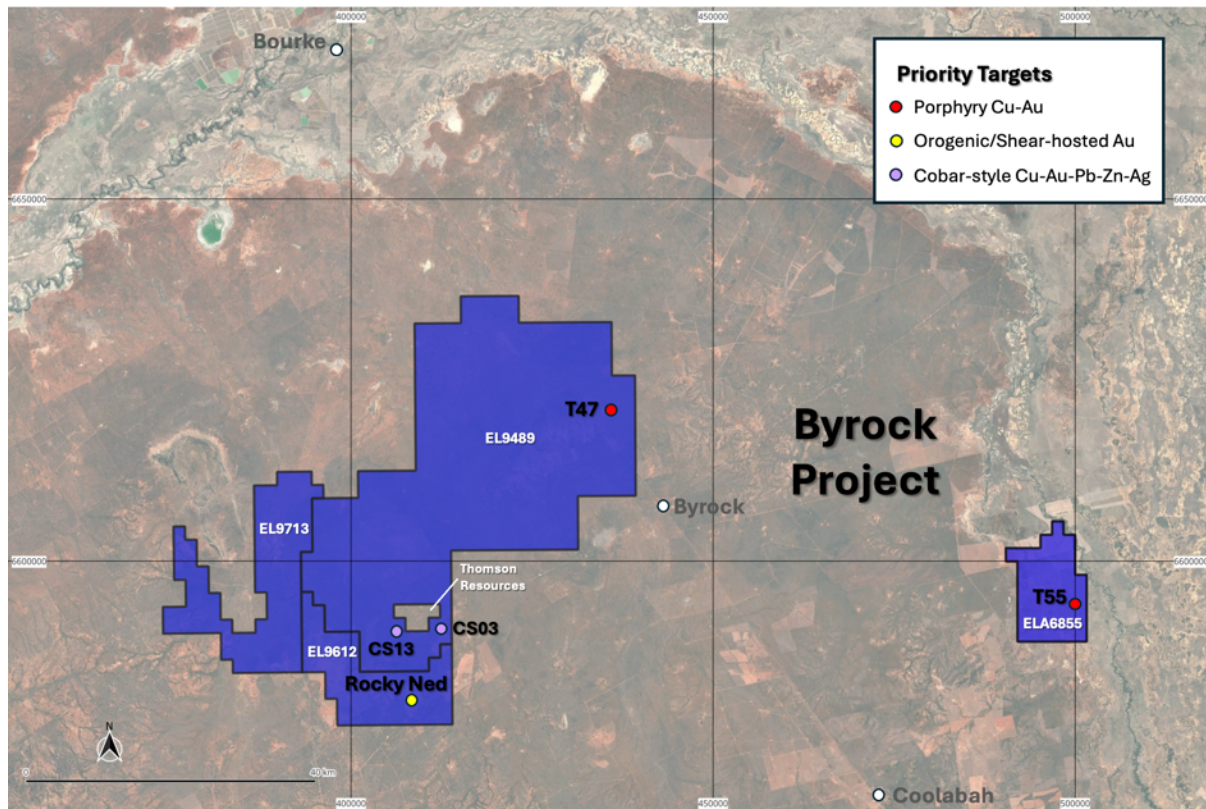 400000
450000
500000
Bourke
Priority Targets
Porphyry Cu-Au
Orogenic/Shear-hosted Au
Cobar-style Cu-Au-Pb-Zn-Ag
6650000
6650000
T47
EL9489
Byrock
Project
Byrock
EL9713
6600000
6600000
Thomson
Resources
T55
ELA6855
CS03
CS13
EL9612
Rocky Ned
N
0
40 km
400000
450000
500000
Coolabah